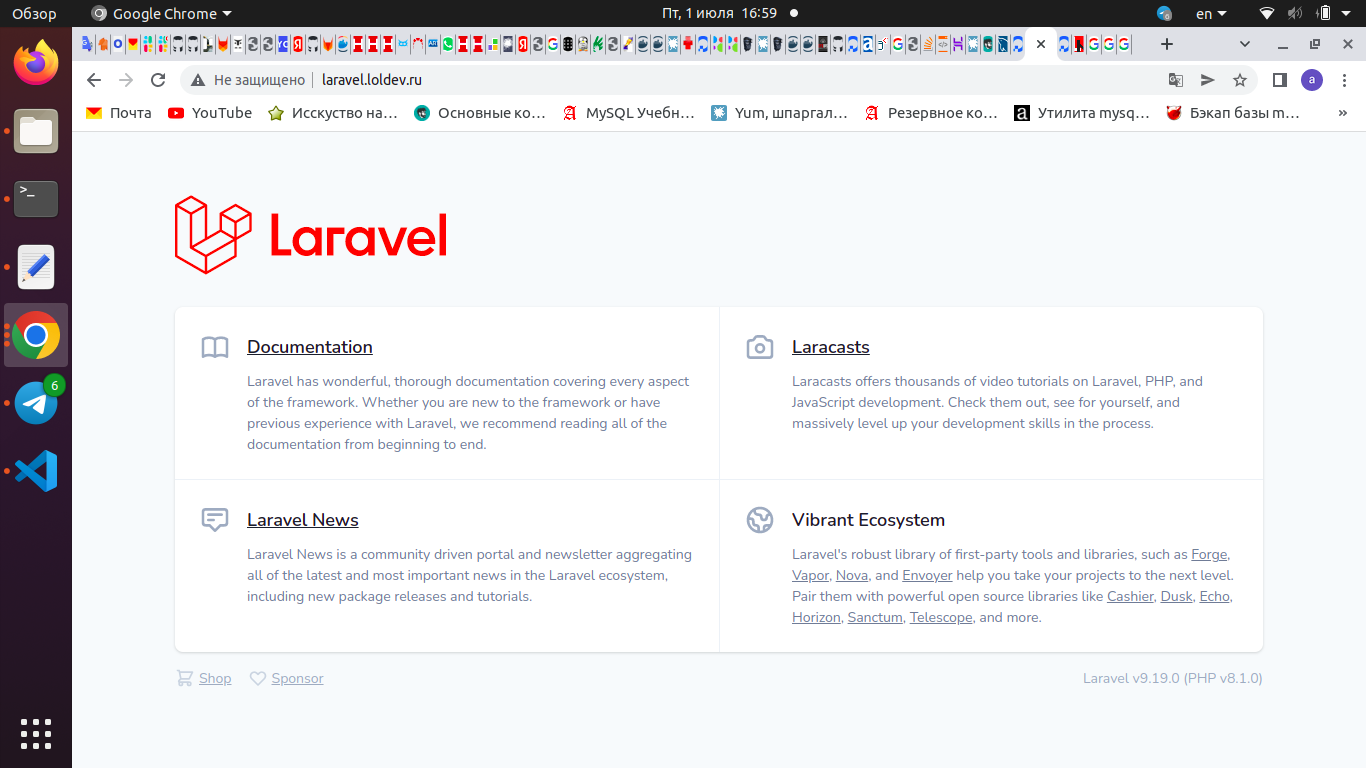 Обзор
Google Chrome
Пт, 1 июля 16:59
en
Не защищено
laravel.loldev.ru
a
Почта
YouTube
Исскуство на…
Основные ко…
MySQL Учебн…
Yum, шпаргал…
Резервное ко…
Утилита mysq…
Бэкап базы m…
»
6
Laravel
Documentation
Laravel has wonderful, thorough documentation covering every aspect
of the framework. Whether you are new to the framework or have
previous experience with Laravel, we recommend reading all of the
documentation from beginning to end.
Laracasts
Laracasts offers thousands of video tutorials on Laravel, PHP, and
JavaScript development. Check them out, see for yourself, and
massively level up your development skills in the process.
Laravel News
Laravel News is a community driven portal and newsletter aggregating
all of the latest and most important news in the Laravel ecosystem,
including new package releases and tutorials.
Vibrant Ecosystem
Laravel's robust library of first-party tools and libraries, such as Forge,
Vapor, Nova, and Envoyer help you take your projects to the next level.
Pair them with powerful open source libraries like Cashier, Dusk, Echo,
Horizon, Sanctum, Telescope, and more.
Shop
Sponsor
Laravel v9.19.0 (PHP v8.1.0)